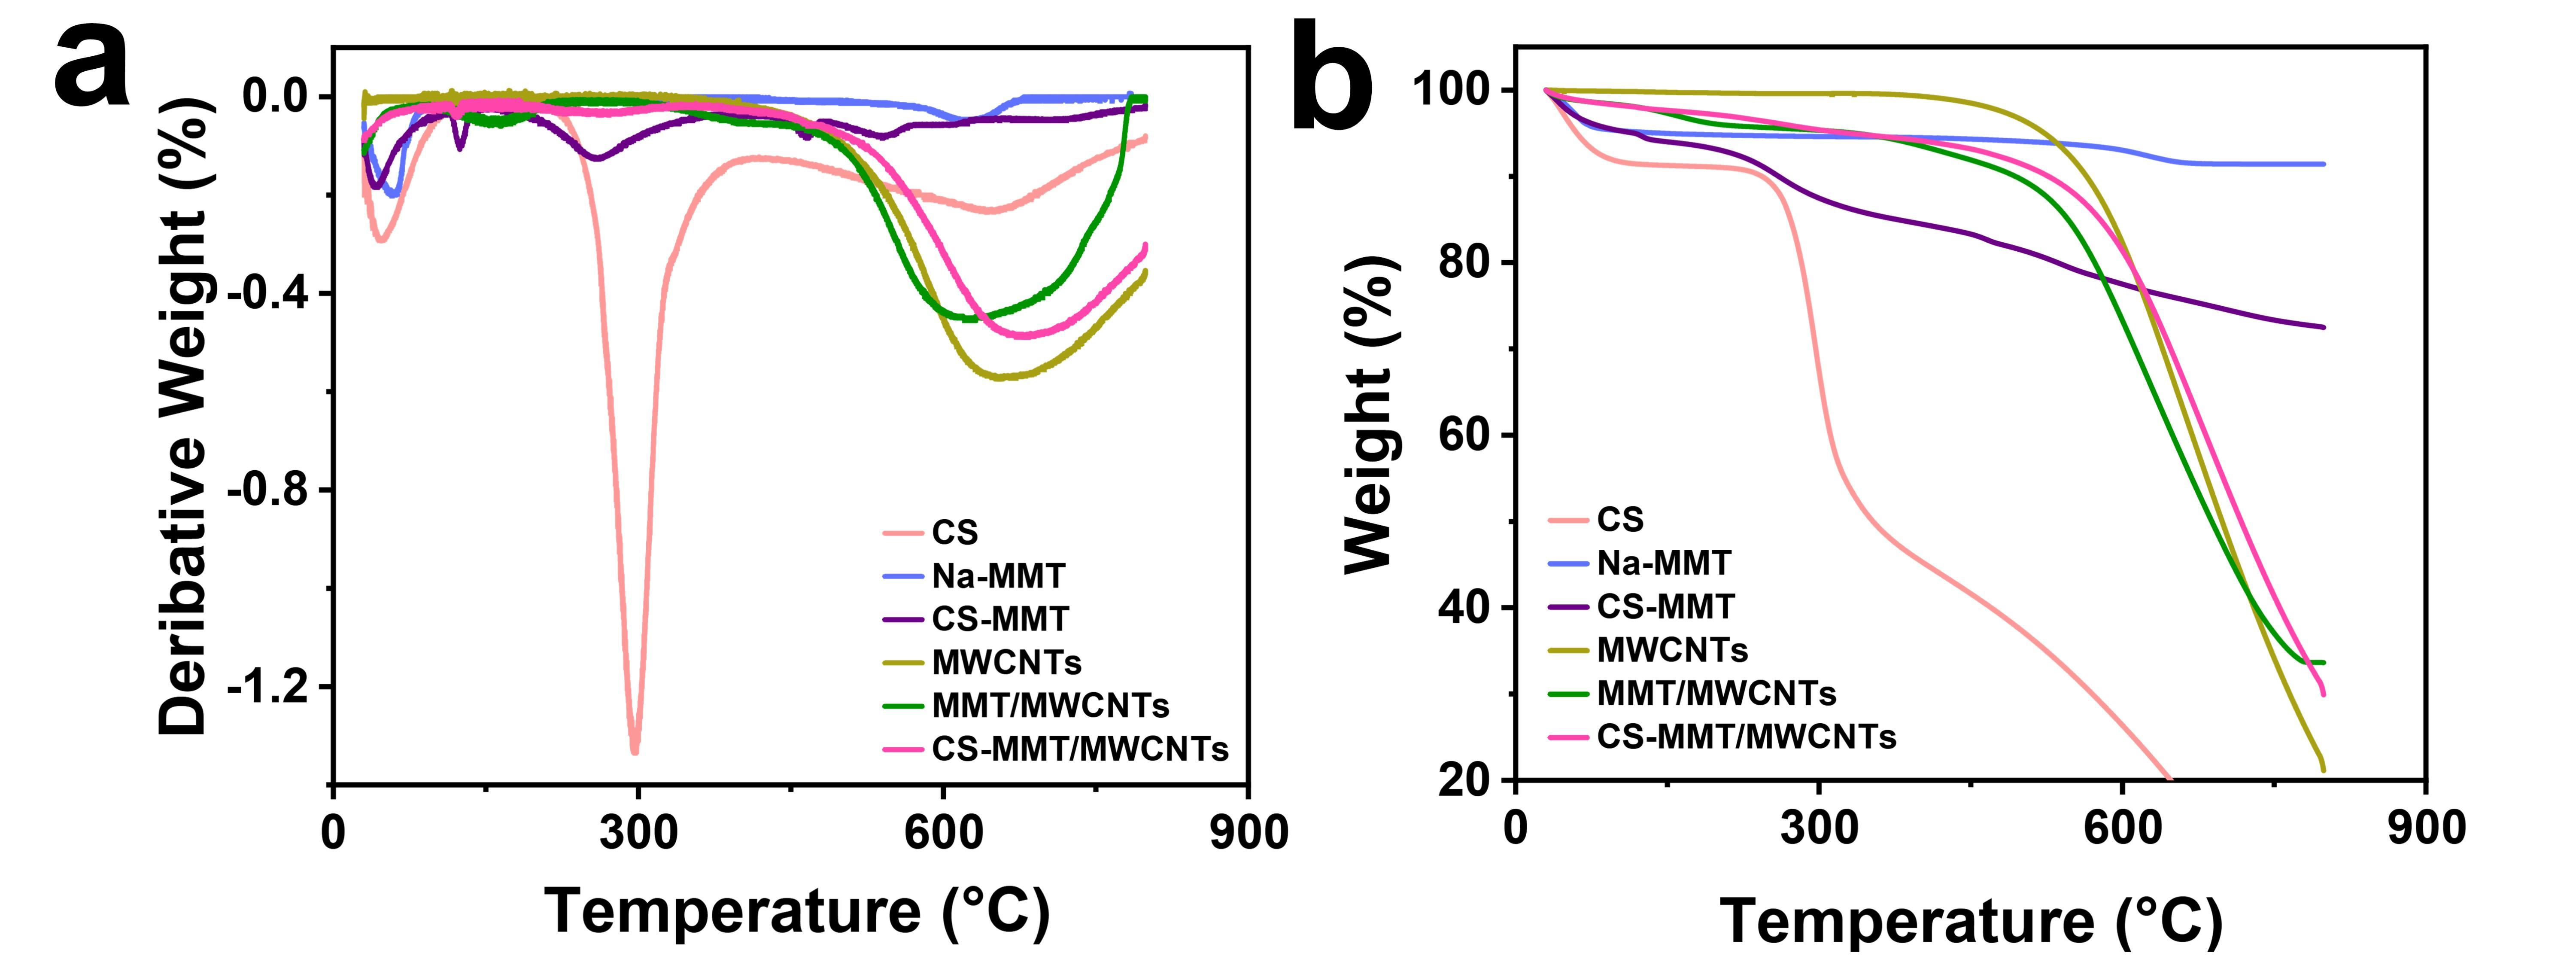 a
Deribative Weight (%)
0.0
-0.4
-0.8
-1.2
CS
Na-MMT
CS-MMT
MWCNTs
MMT/MWCNTs
CS-MMT/MWCNTs
0 300 600 900
Temperature (°C)
b
Weight (%)
100
80
60
40
20
CS
Na-MMT
CS-MMT
MWCNTs
MMT/MWCNTs
CS-MMT/MWCNTs
0 300 600 900
Temperature (°C)